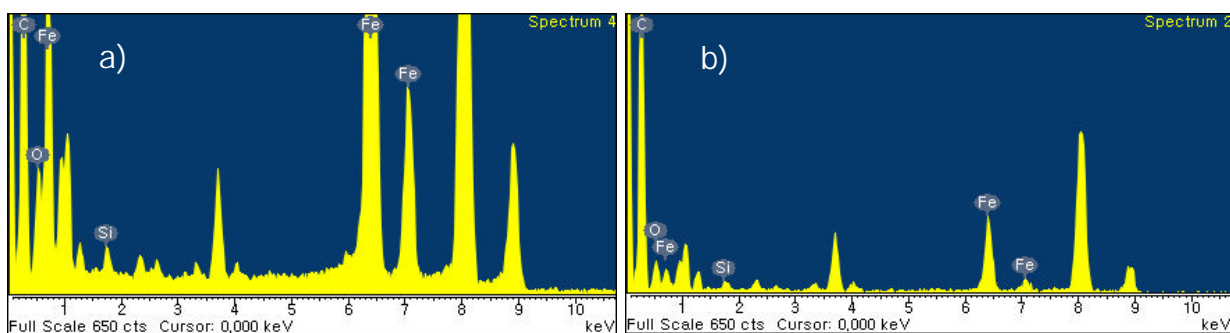 Spectrum 4
a)
C
Fe
O
Si
Fe
Fe
1 2 3 4 5 6 7 8 9 10
Full Scale 650 cts Cursor: 0,000 keV keV
Spectrum 2
b)
C
O
Fe
Si
Fe
Fe
1 2 3 4 5 6 7 8 9 10
Full Scale 650 cts Cursor: 0,000 keV keV